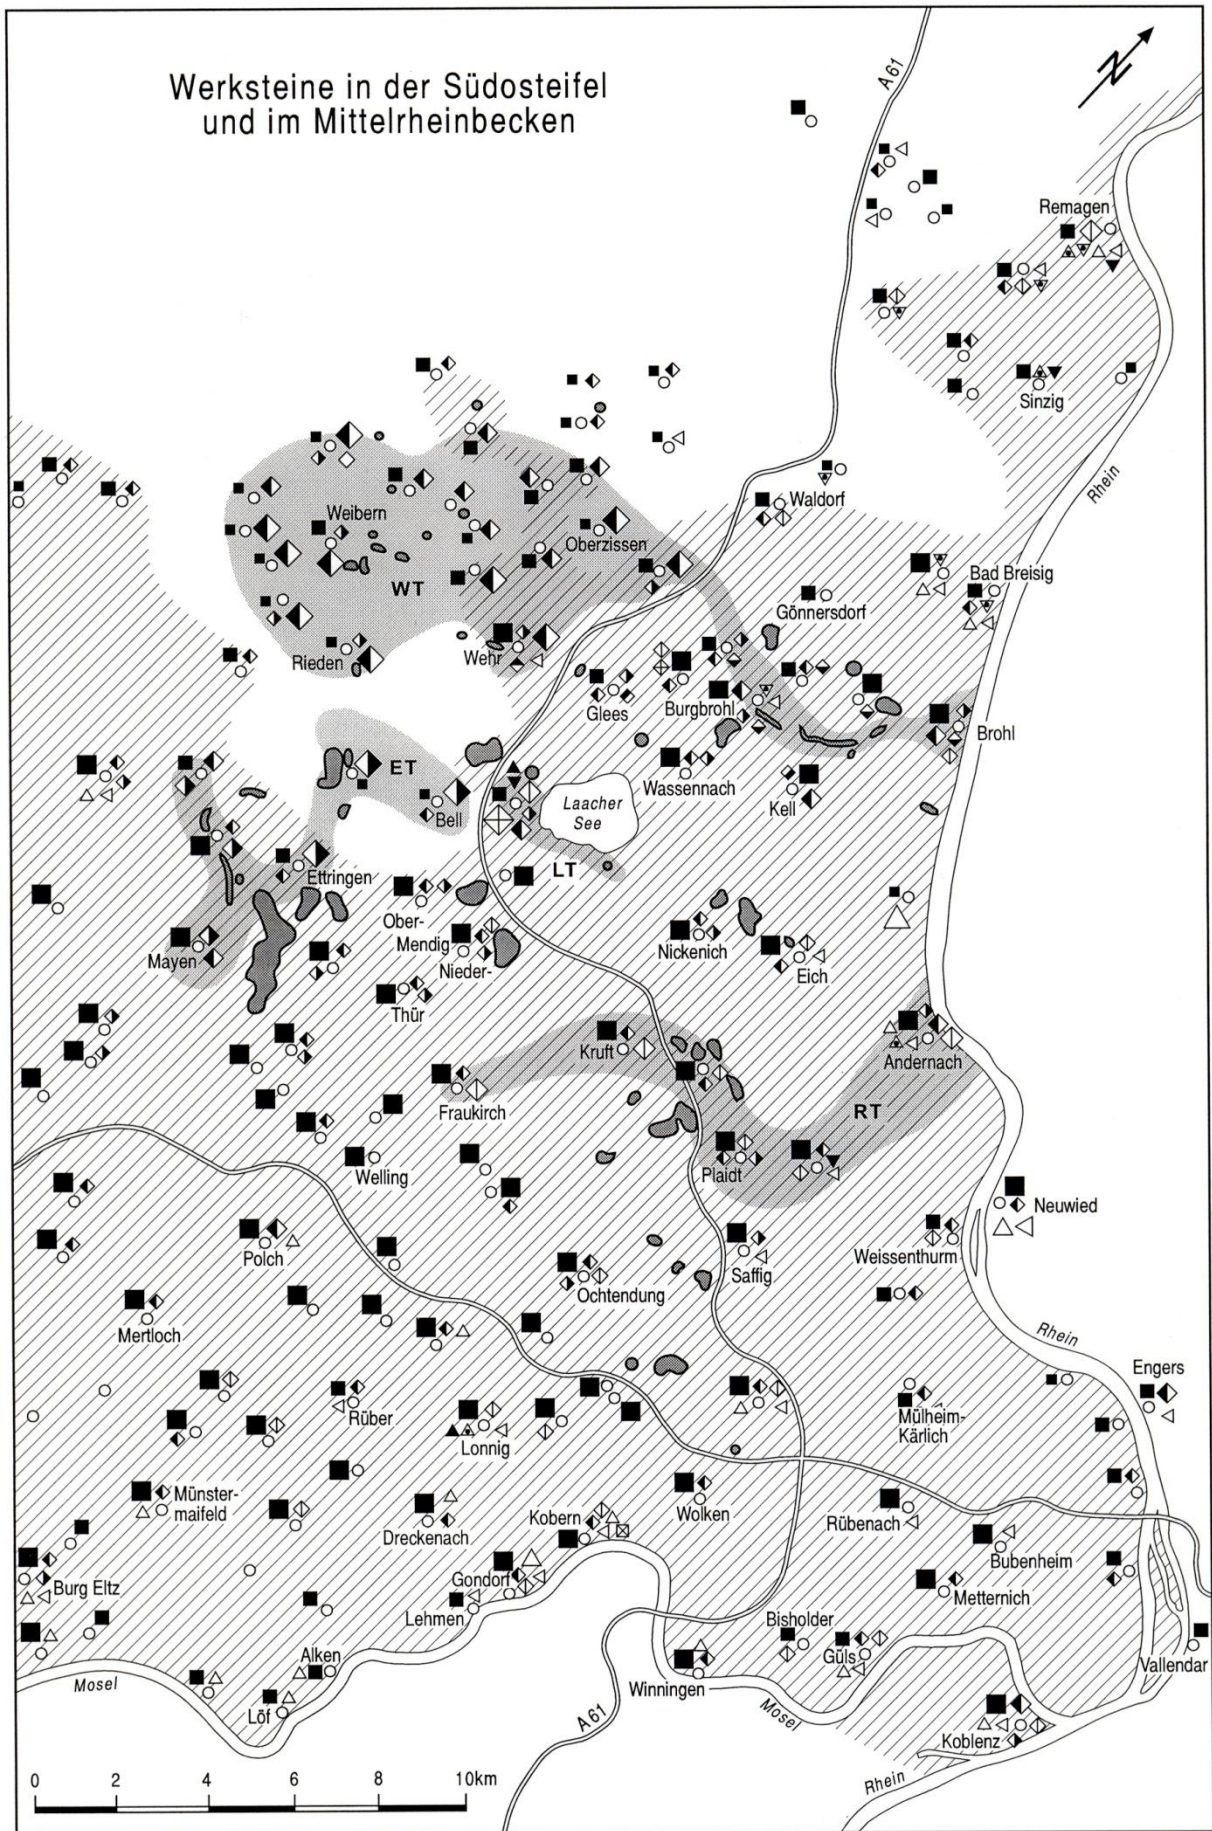 Werksteine in der Südosteifel
und im Mittelrheinbecken
A 61
N
Remagen
Sinzig
Rhein
Waldorf
Weibern
Oberzissen
WT
Bad Breisig
Gönnersdorf
Rieden
Wehr
Glees
Burgbrohl
Brohl
ET
Wassennach
Bell
Laacher
See
Kell
LT
Ettringen
Ober-
Mendig
Nieder-
Mayen
Nickenich
Eich
Thür
Kruft
Andernach
Fraukirch
RT
Welling
Plaidt
Neuwied
Polch
Saffig
Weissenthurm
Ochtendung
Mertloch
Rhein
Engers
Rüber
Lonnig
Mülheim-
Kärlich
Münster-
maifeld
Dreckenach
Kobern
Wolken
Rübenach
Bubenheim
Burg Eltz
Gondorf
Lehmen
Metternich
Bisholder
Alken
Güls
Vallendar
Mosel
Löf
Winningen
Mosel
A 61
Koblenz
Rhein
0 2 4 6 8 10km